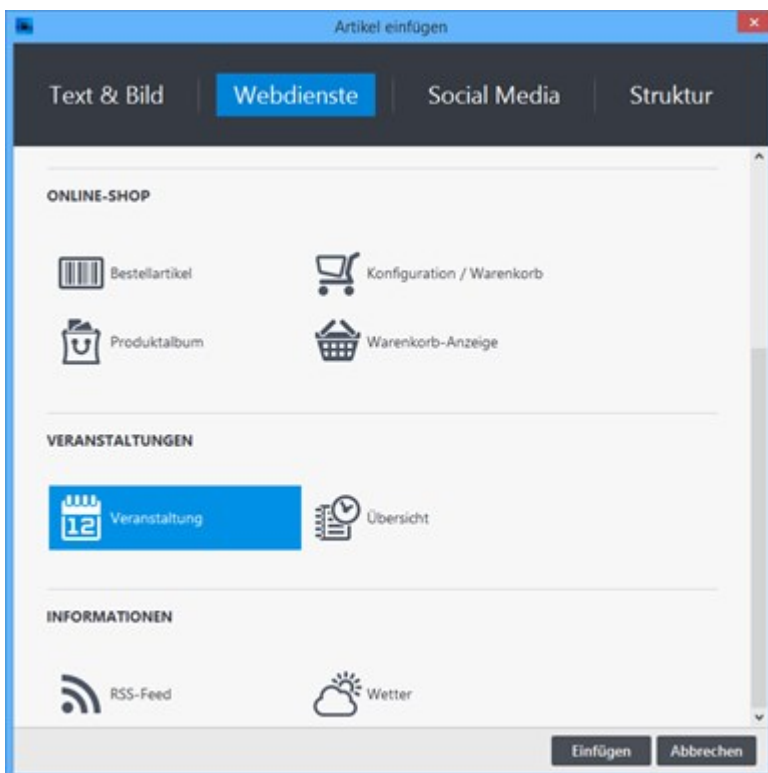 Artikel einfügen
Text & Bild Webdienste Social Media Struktur
ONLINE-SHOP
Bestellartikel Konfiguration / Warenkorb
Produktalbum Warenkorb-Anzeige
VERANSTALTUNGEN
12 Veranstaltung Übersicht
INFORMATIONEN
RSS-Feed Wetter
Einfügen Abbrechen